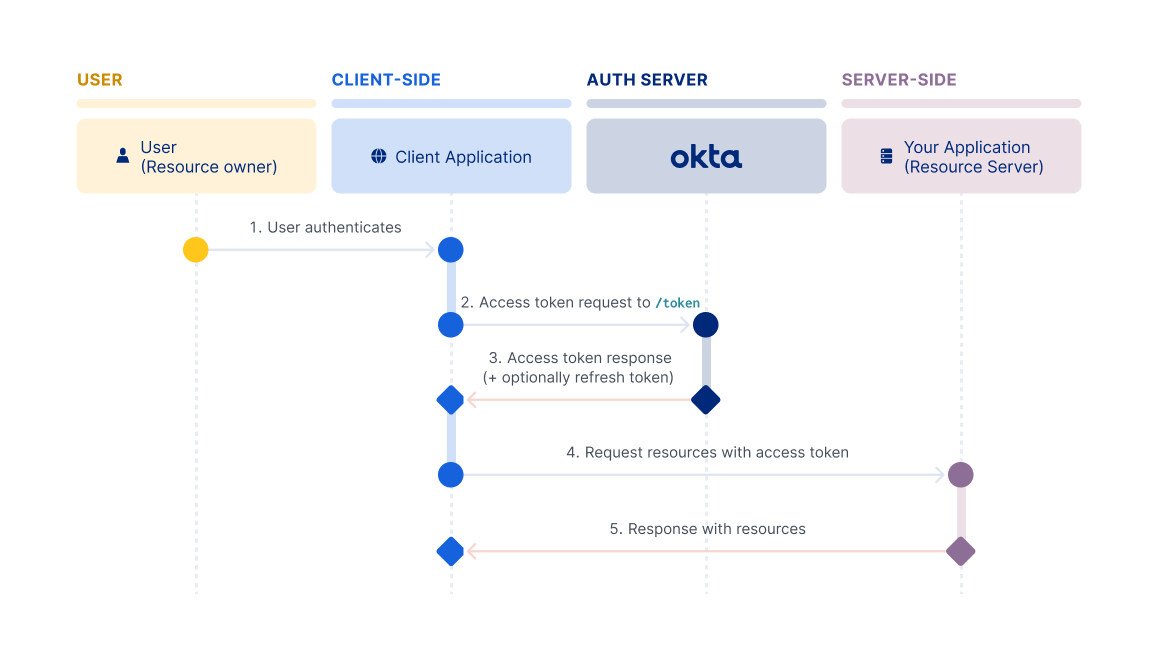 USER
CLIENT-SIDE
AUTH SERVER
SERVER-SIDE
User
(Resource owner)
Client Application
okta
Your Application
(Resource Server)
1. User authenticates
2. Access token request to /token
3. Access token response
(+ optionally refresh token)
4. Request resources with access token
5. Response with resources